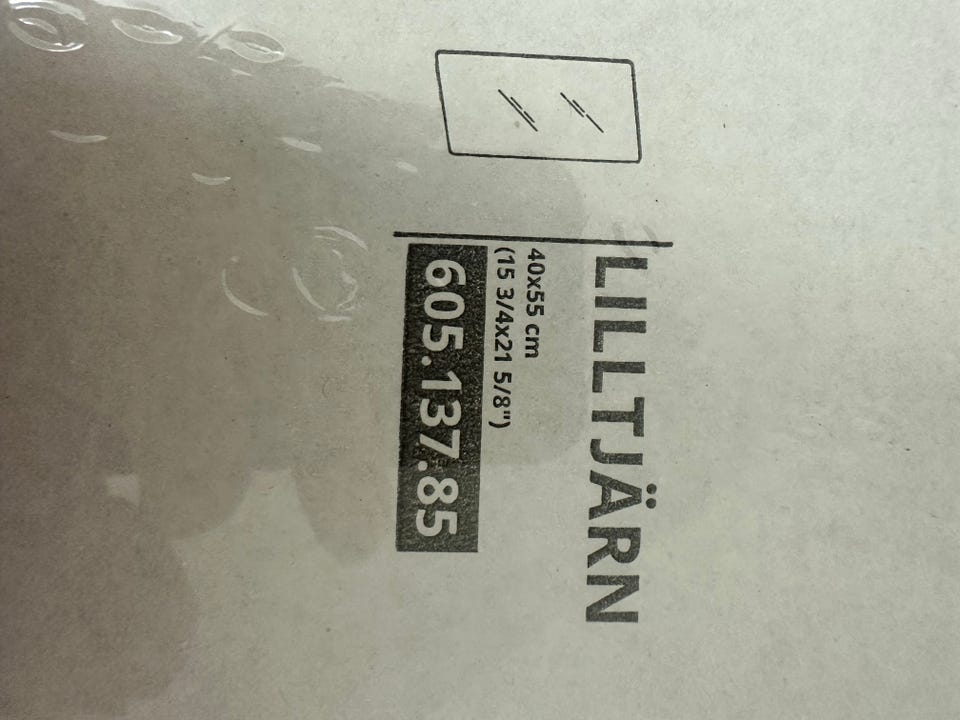 LILLTJÄRN
40x55 cm
(15 3/4x21 5/8")
605.137.85